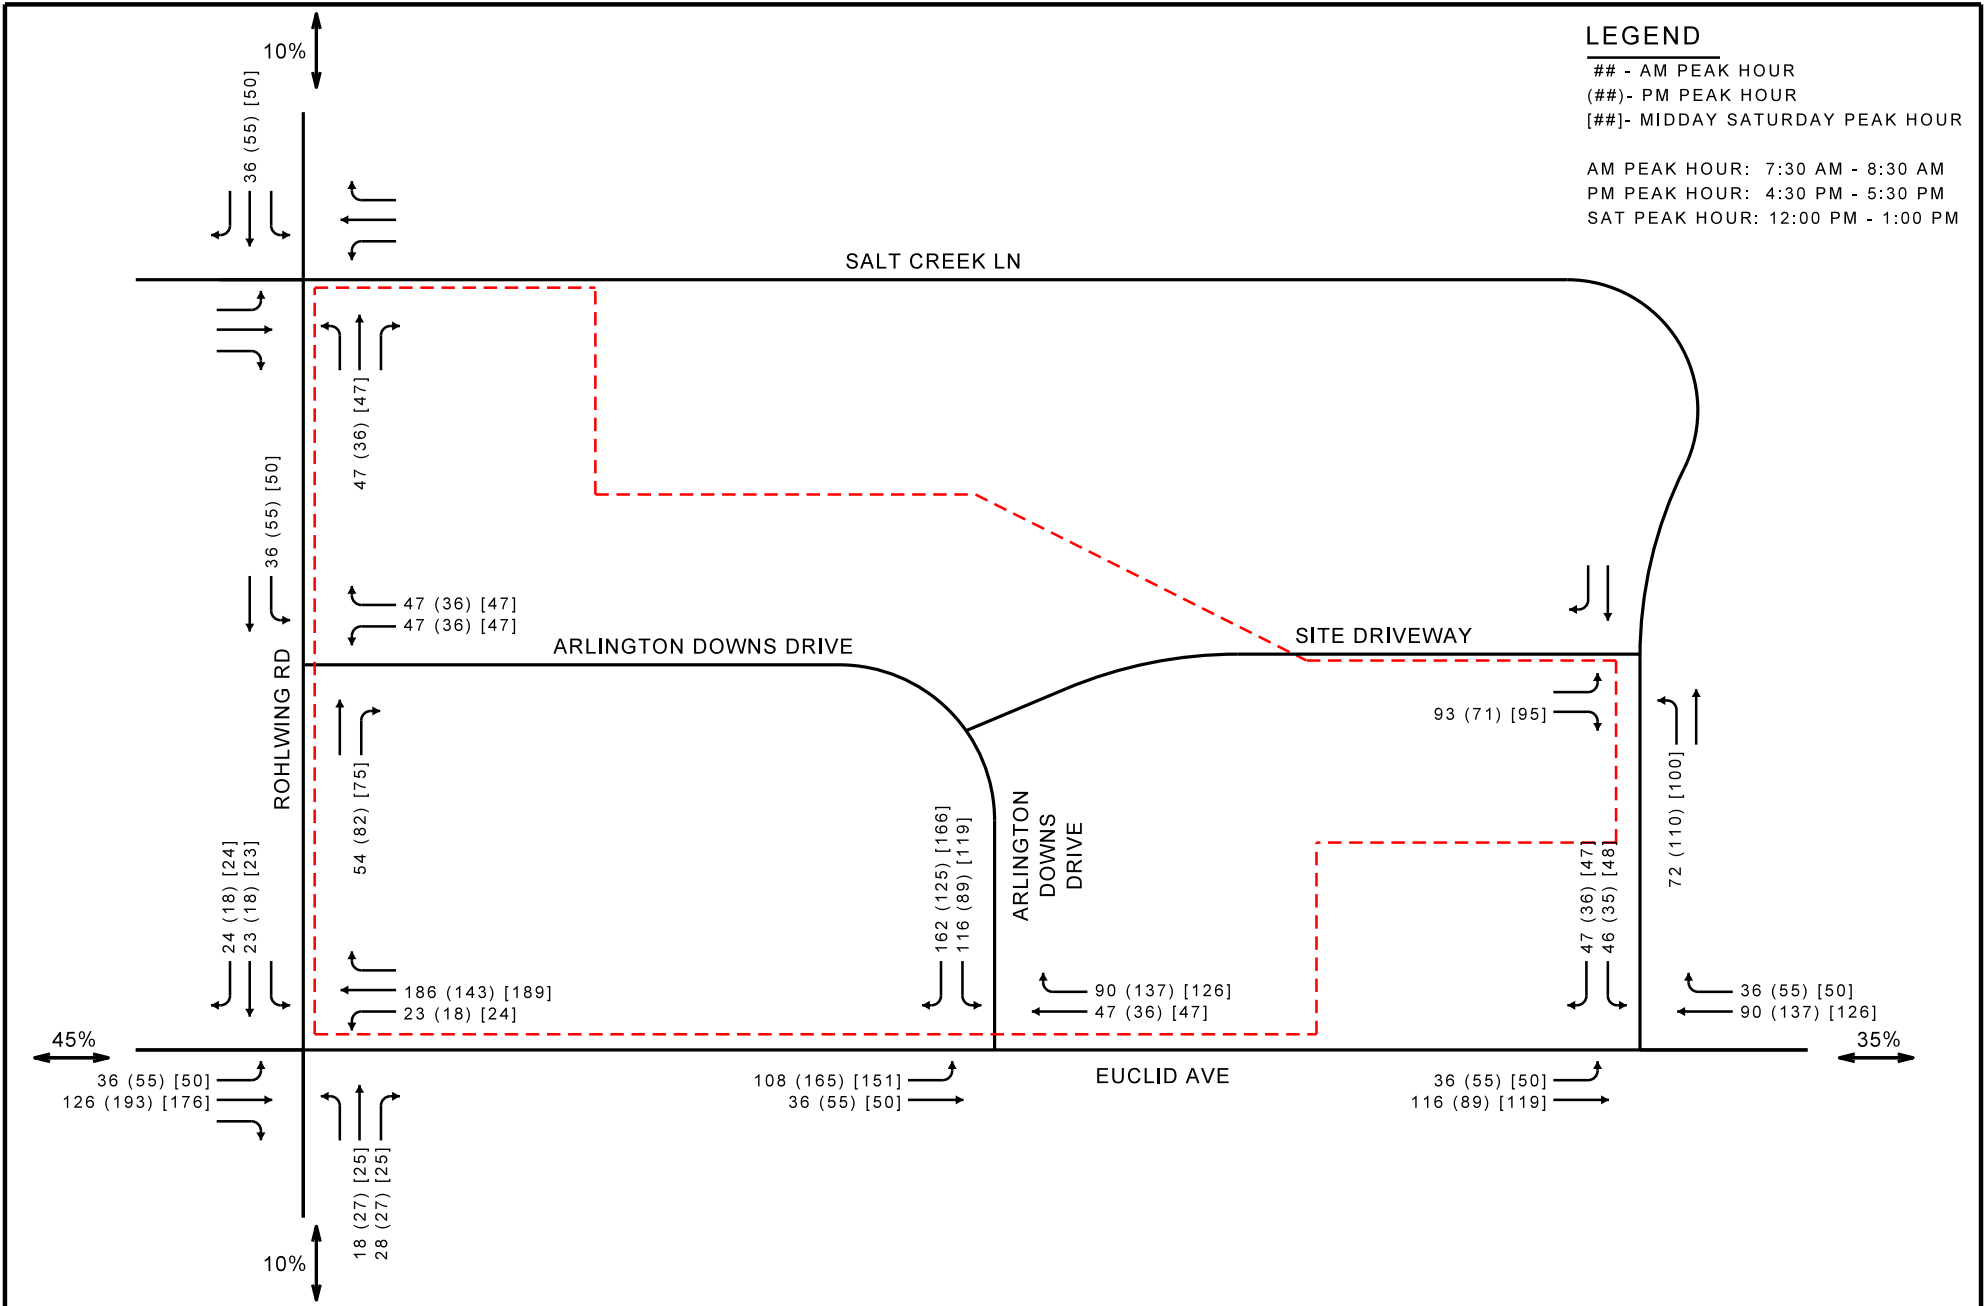 10%
36 (55) [50]
LEGEND
## - AM PEAK HOUR
(##)- PM PEAK HOUR
[##]- MIDDAY SATURDAY PEAK HOUR
AM PEAK HOUR: 7:30 AM - 8:30 AM
PM PEAK HOUR: 4:30 PM - 5:30 PM
SAT PEAK HOUR: 12:00 PM - 1:00 PM
SALT CREEK LN
47 (36) [47]
36 (55) [50]
47 (36) [47]
47 (36) [47]
ARLINGTON DOWNS DRIVE
SITE DRIVEWAY
ROHLWING RD
93 (71) [95]
54 (82) [75]
72 (110) [100]
24 (18) [24]
23 (18) [23]
162 (125) [166]
116 (89) [119]
ARLINGTON
DOWNS
DRIVE
47 (36) [47]
46 (35) [48]
186 (143) [189]
23 (18) [24]
90 (137) [126]
47 (36) [47]
36 (55) [50]
90 (137) [126]
45%
35%
36 (55) [50]
126 (193) [176]
108 (165) [151]
36 (55) [50]
EUCLID AVE
36 (55) [50]
116 (89) [119]
18 (27) [25]
28 (27) [25]
10%